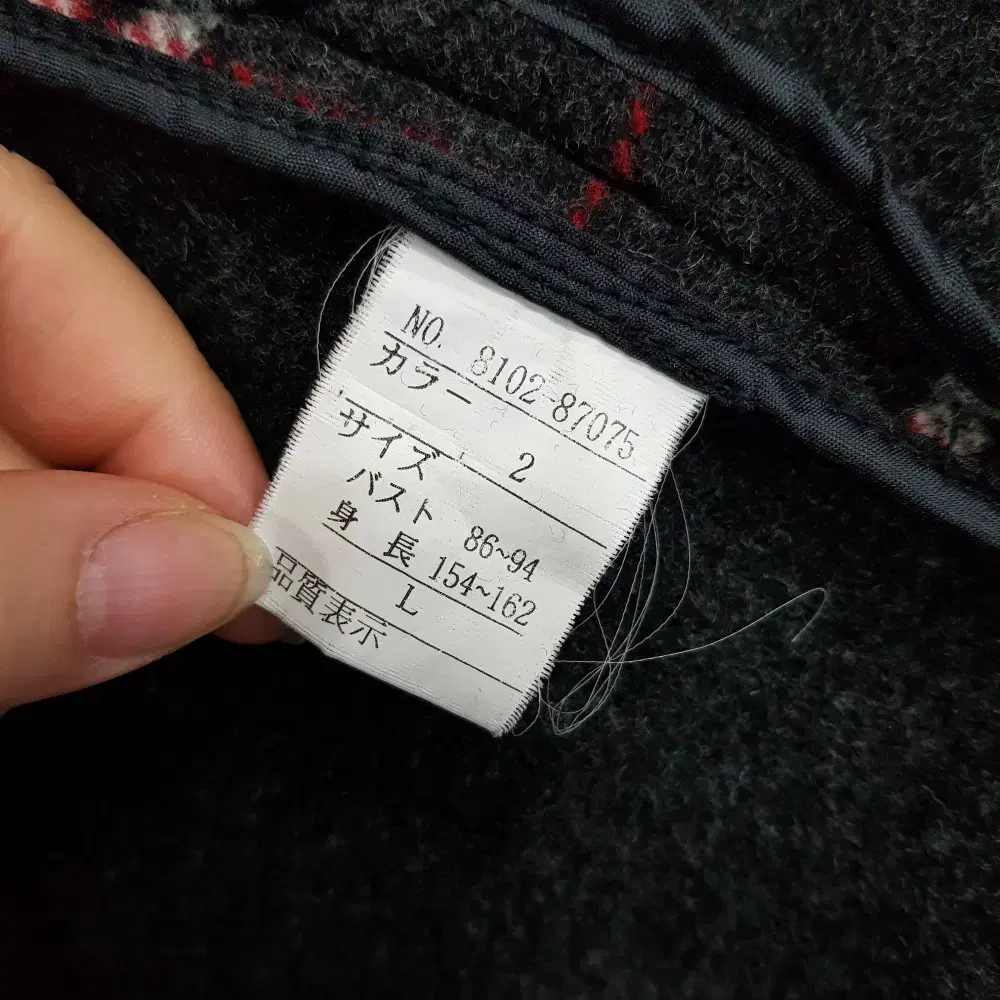 NO. 8102-87075
カラー 2
サイズ
バスト 86~94
身長 154~162
L
品質表示